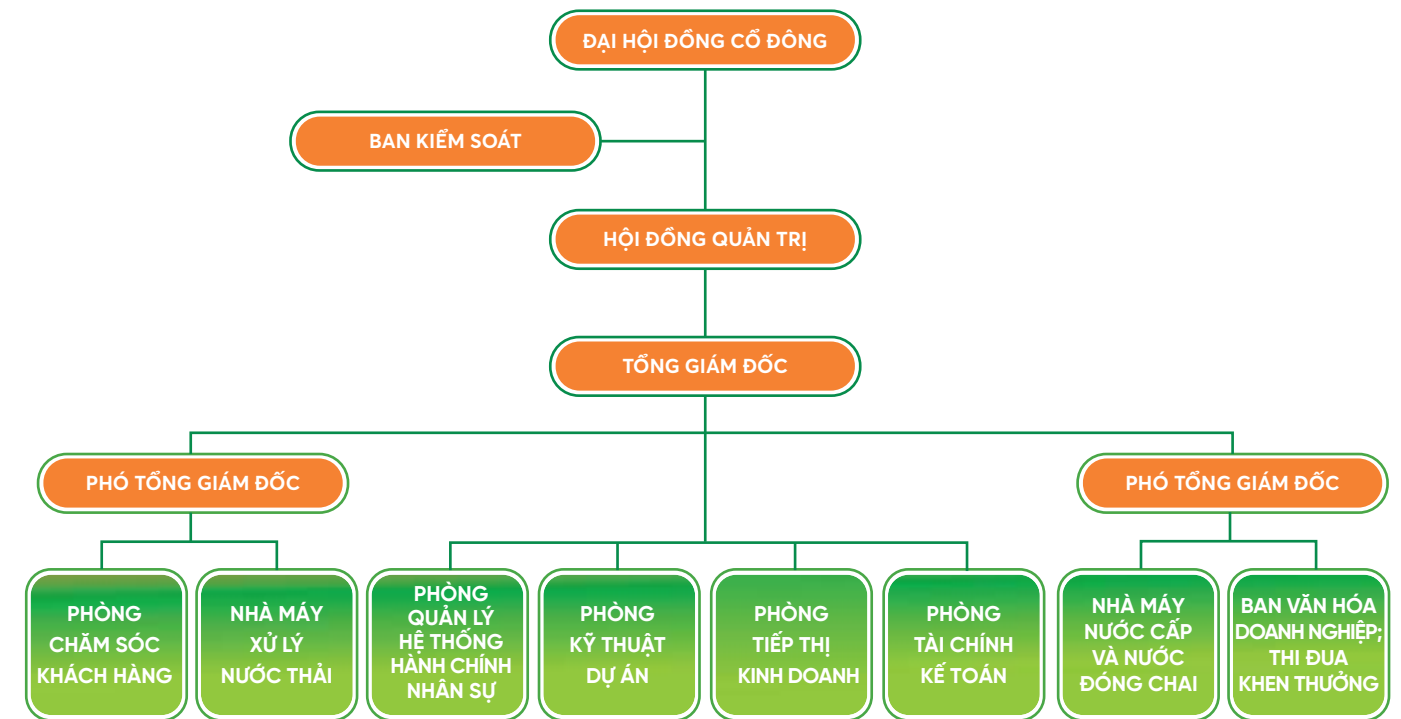 ĐẠI HỘI ĐỒNG CỔ ĐÔNG
BAN KIỂM SOÁT
HỘI ĐỒNG QUẢN TRỊ
TỔNG GIÁM ĐỐC
PHÓ TỔNG GIÁM ĐỐC
PHÓ TỔNG GIÁM ĐỐC
PHÒNG
CHĂM SÓC
KHÁCH HÀNG
NHÀ MÁY
XỬ LÝ
NƯỚC THẢI
PHÒNG
QUẢN LÝ
HỆ THỐNG
HÀNH CHÍNH
NHÂN SỰ
PHÒNG
KỸ THUẬT
DỰ ÁN
PHÒNG
TIẾP THỊ
KINH DOANH
PHÒNG
TÀI CHÍNH
KẾ TOÁN
NHÀ MÁY
NƯỚC CẤP
VÀ NƯỚC
ĐÓNG CHAI
BAN VĂN HÓA
DOANH NGHIỆP;
THI ĐUA
KHEN THƯỞNG